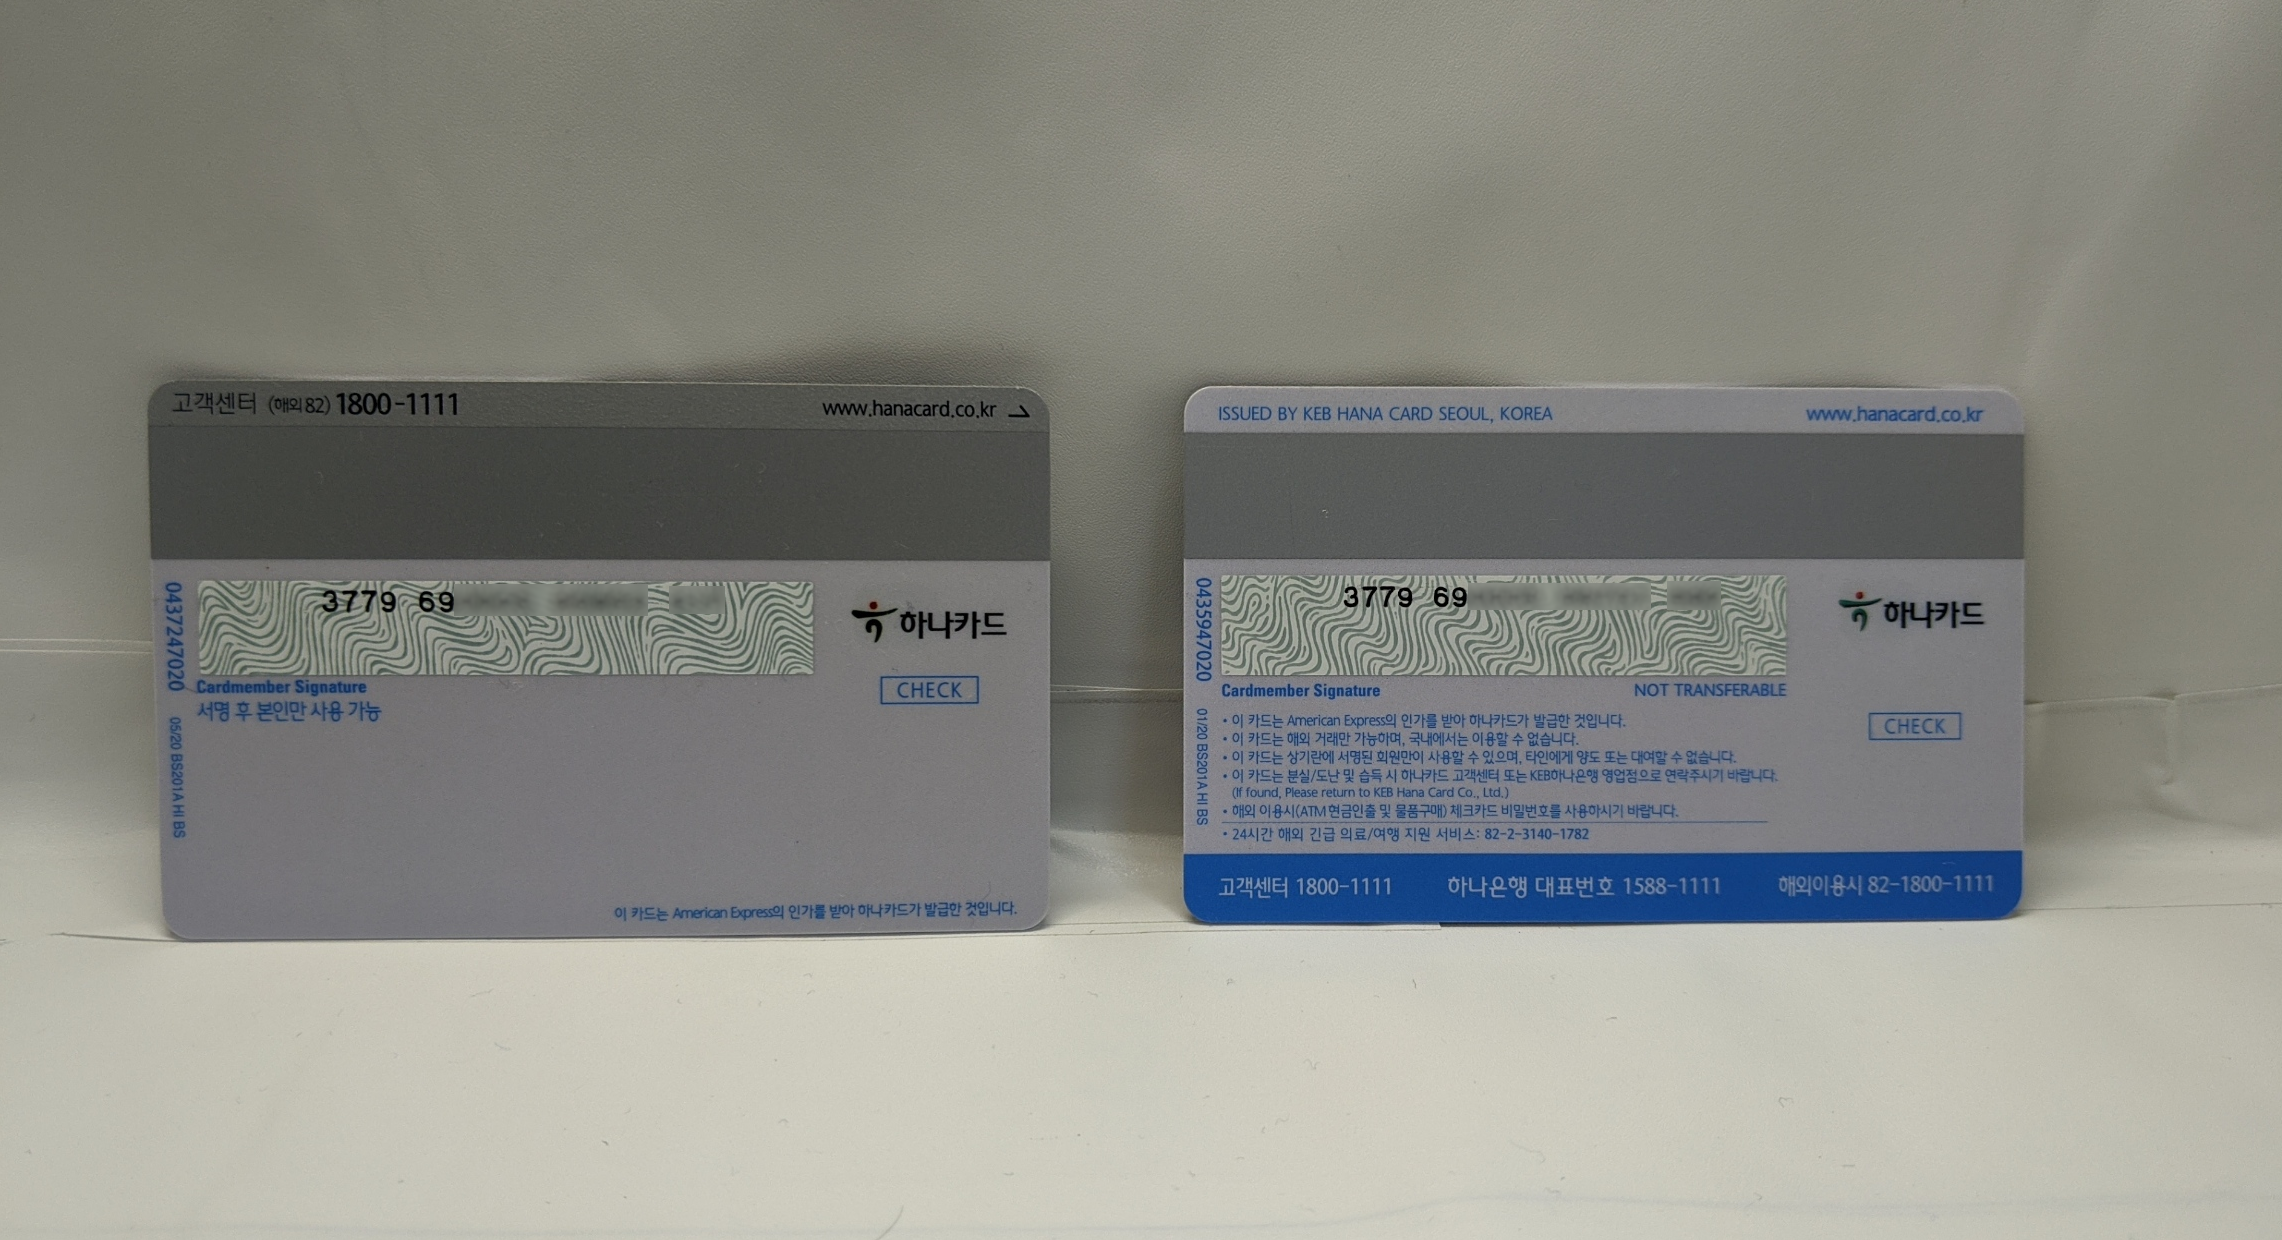 고객센터 (해외 82) 1800-1111
www.hanacard.co.kr
0437247020
05/20 BS201A HI BS
3779 69
하나카드
CHECK
Cardmember Signature
서명 후 본인만 사용 가능
이 카드는 American Express의 인가를 받아 하나카드가 발급한 것입니다.
ISSUED BY KEB HANA CARD SEOUL, KOREA
www.hanacard.co.kr
0435947020
01/20 BS201A HI BS
3779 69
하나카드
Cardmember Signature
NOT TRANSFERABLE
CHECK
• 이 카드는 American Express의 인가를 받아 하나카드가 발급한 것입니다.
• 이 카드는 해외 거래만 가능하며, 국내에서는 이용할 수 없습니다.
• 이 카드는 상기란에 서명된 회원만이 사용할 수 있으며, 타인에게 양도 또는 대여할 수 없습니다.
• 이 카드는 분실/도난 및 습득 시 하나카드 고객센터 또는 KEB하나은행 영업점으로 연락주시기 바랍니다.
(If found, Please return to KEB Hana Card Co., Ltd.)
• 해외 이용시(ATM 현금인출 및 물품구매) 체크카드 비밀번호를 사용하시기 바랍니다.
• 24시간 해외 긴급 의료/여행 지원 서비스: 82-2-3140-1782
고객센터 1800-1111
하나은행 대표번호 1588-1111
해외이용시 82-1800-1111